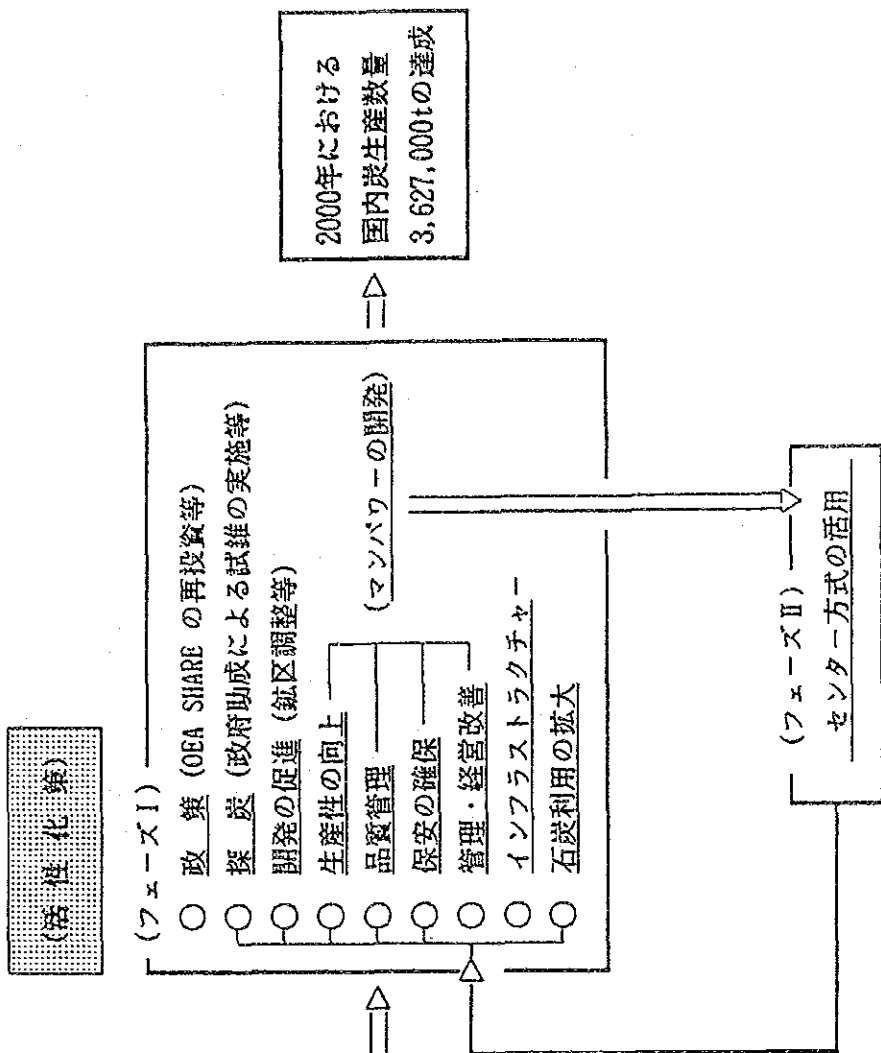 (活 性 化 策)
(フェーズⅠ)
○ 政 策 (OEA SHARE の再投資等)
○ 探 炭 (政府助成による試錐の実施等)
○ 開発の促進 (鉱区調整等)
○ 生産性の向上
○ 品質管理
○ 保安の確保
○ 管理・経営改善
(マンパワーの開発)
○ インフラストラクチャー
○ 石炭利用の拡大
2000年における
国内炭生産数量
3,627,000tの達成
(フェーズⅡ)
センター方式の活用